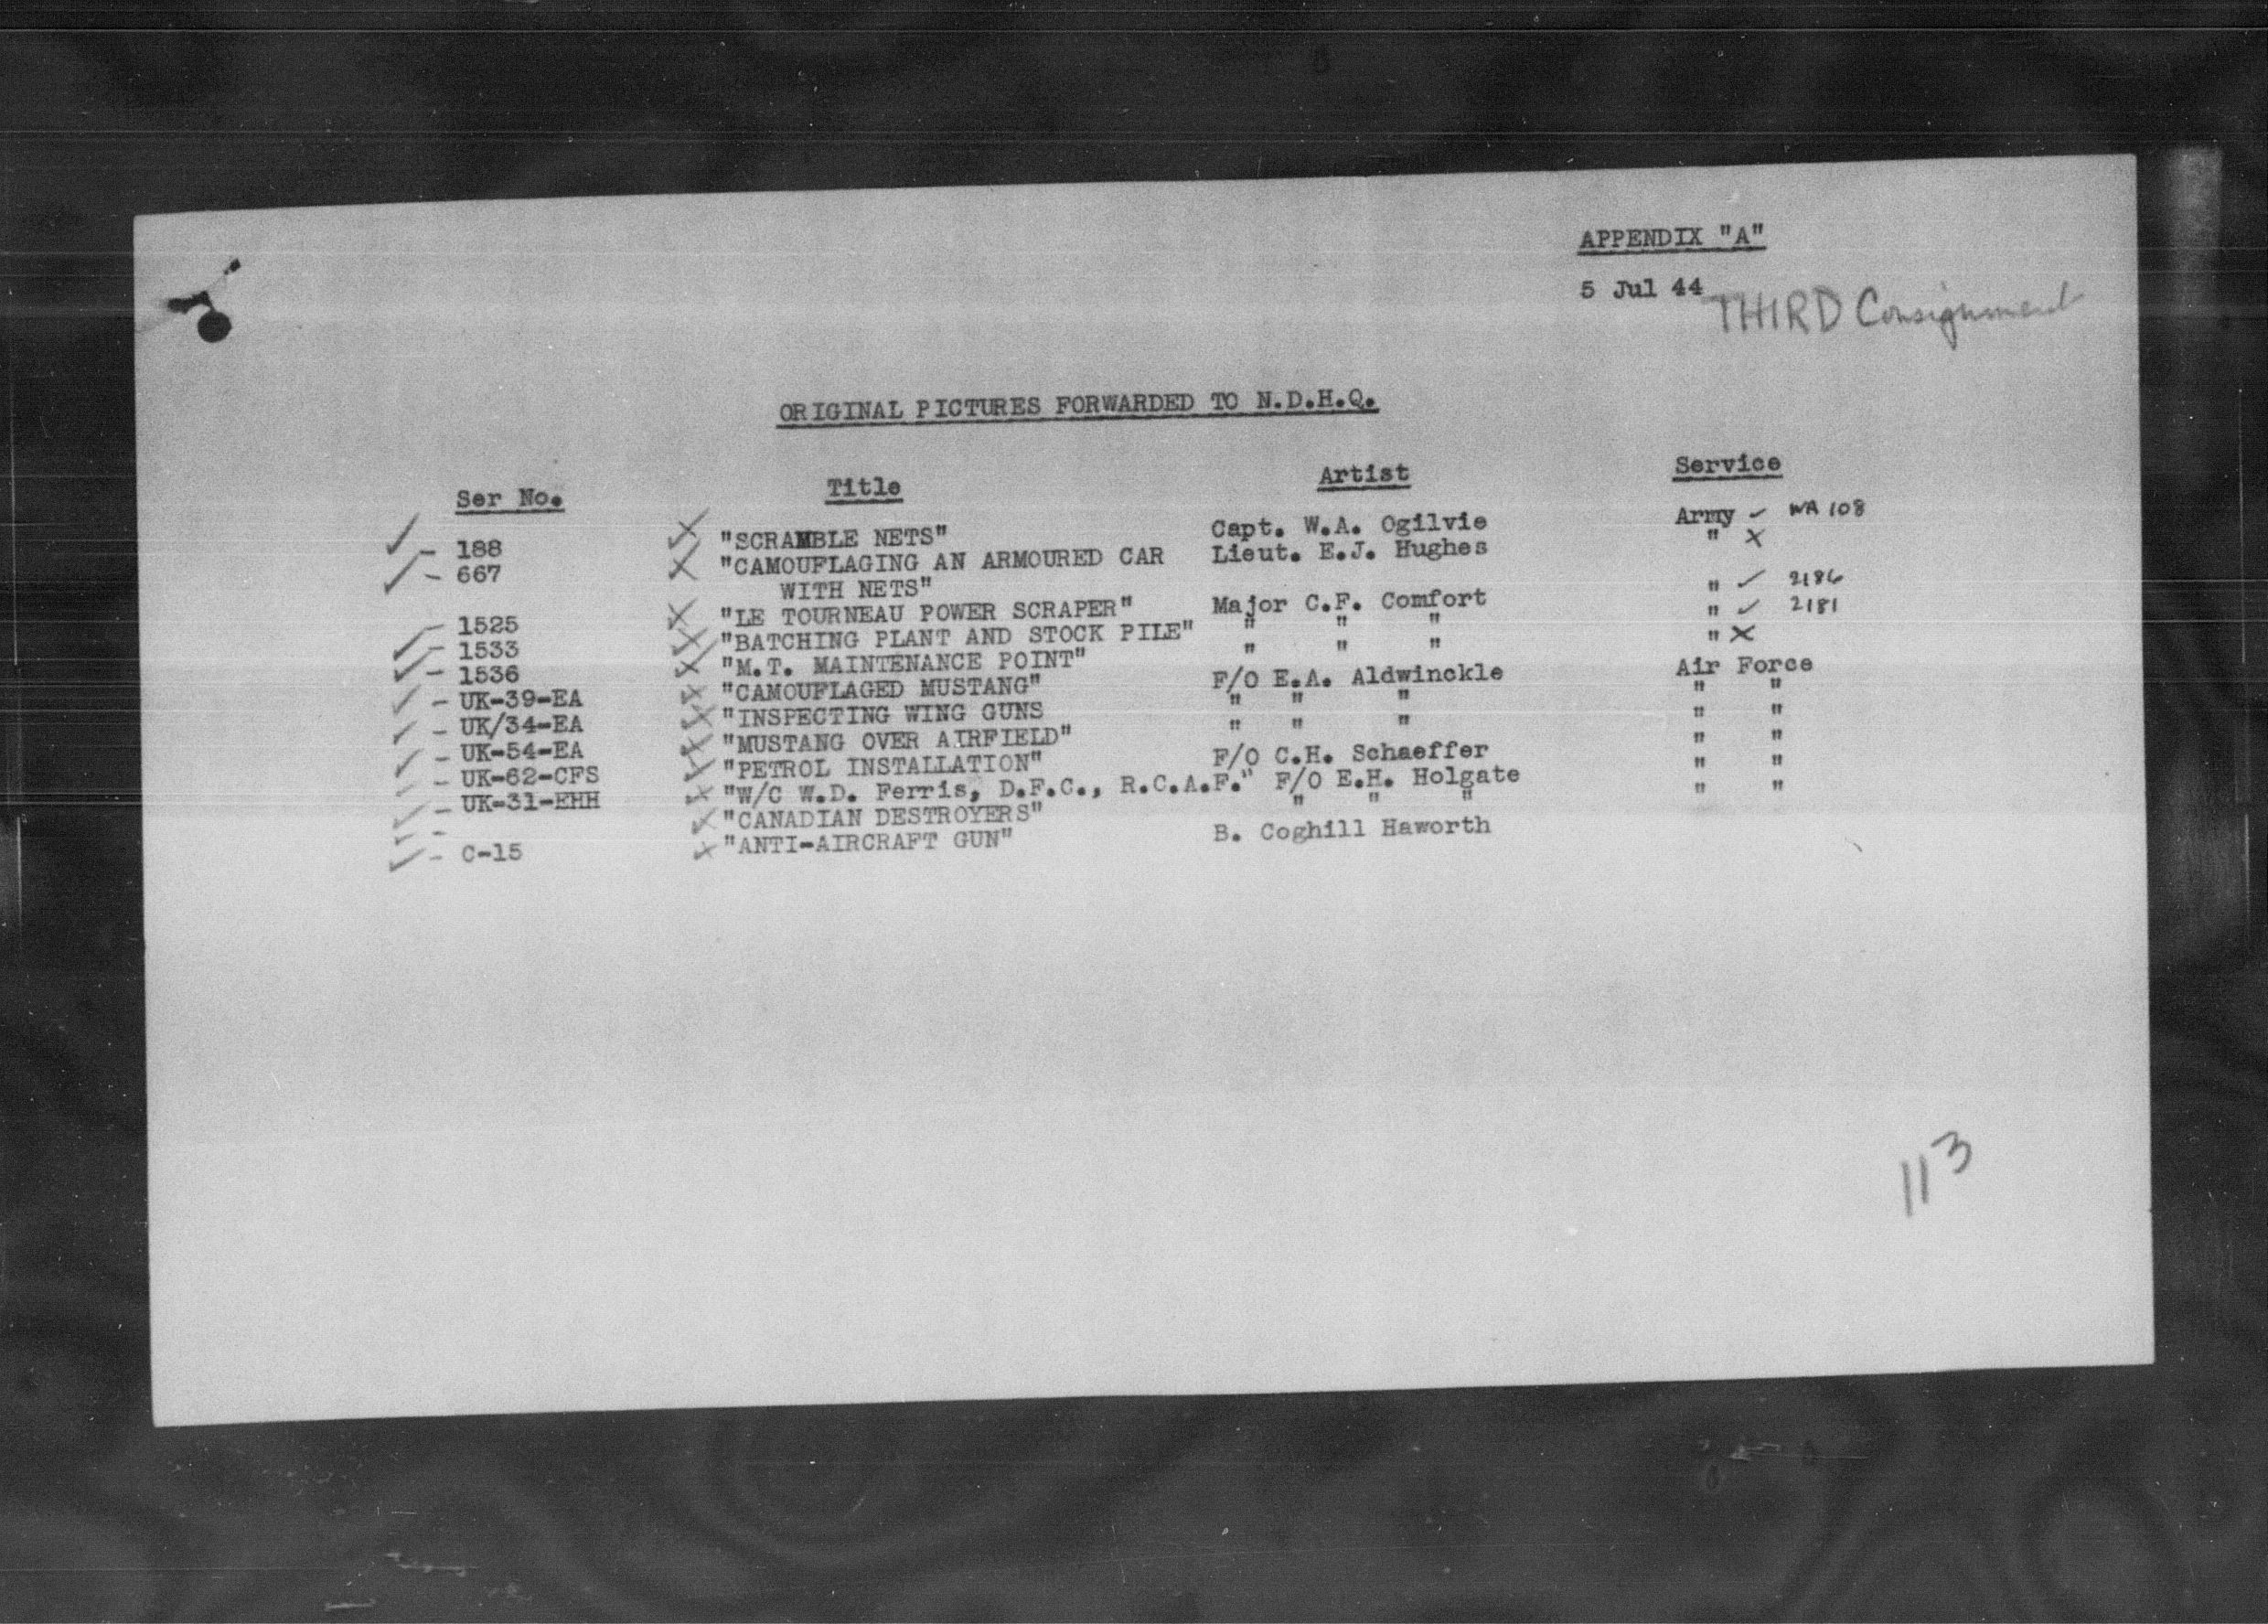 APPENDIX "A"
5 Jul 44
THIRD Consignment
ORIGINAL PICTURES FORWARDED TO N.D.H.Q.
Ser No. Title Artist Service
✓ - 188 X "SCRAMBLE NETS" Capt. W.A. Ogilvie Army ✓ WA 108
✓ - 667 X "CAMOUFLAGING AN ARMOURED CAR Lieut. E.J. Hughes " X
WITH NETS"
- 1525 X "LE TOURNEAU POWER SCRAPER" Major C.F. Comfort " ✓ 2186
✓ - 1533 X "BATCHING PLANT AND STOCK PILE" " " " " ✓ 2181
✓ - 1536 X "M.T. MAINTENANCE POINT" " " " " X
✓ - UK-39-EA X "CAMOUFLAGED MUSTANG" F/O E.A. Aldwinckle Air Force
✓ - UK/34-EA X "INSPECTING WING GUNS " " " " "
✓ - UK-54-EA X "MUSTANG OVER AIRFIELD" " " " " "
✓ - UK-62-CFS X "PETROL INSTALLATION" F/O C.H. Schaeffer " "
✓ - UK-31-EHH X "W/C W.D. Ferris, D.F.C., R.C.A.F." F/O E.H. Holgate " "
✓ - X "CANADIAN DESTROYERS" " " " " "
✓ - C-15 X "ANTI-AIRCRAFT GUN" B. Coghill Haworth
113